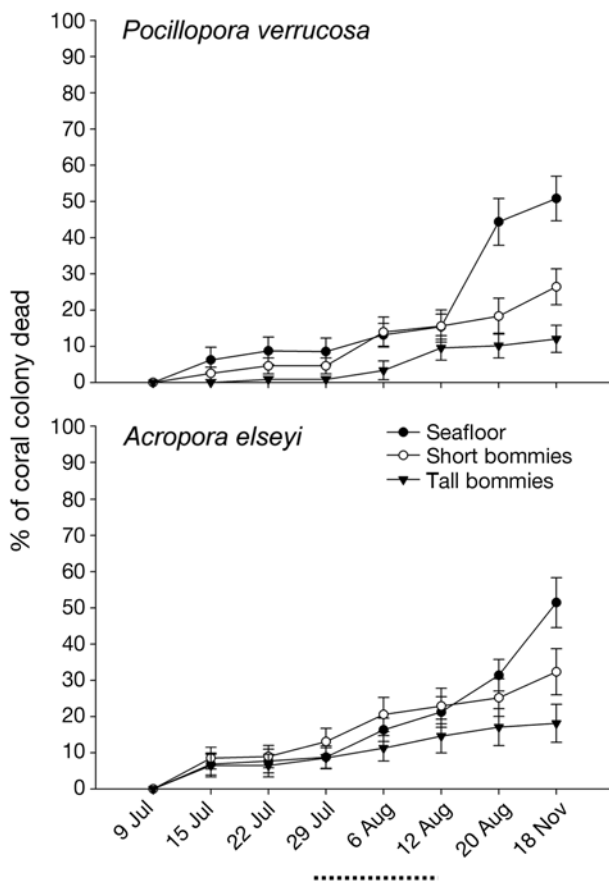 % of coral colony dead
100
Pocillopora verrucosa
90
80
70
60
50
40
30
20
10
0
100
Acropora elseyi
90
Seafloor
80
Short bommies
70
Tall bommies
60
50
40
30
20
10
0
9 Jul
15 Jul
22 Jul
29 Jul
6 Aug
12 Aug
20 Aug
18 Nov